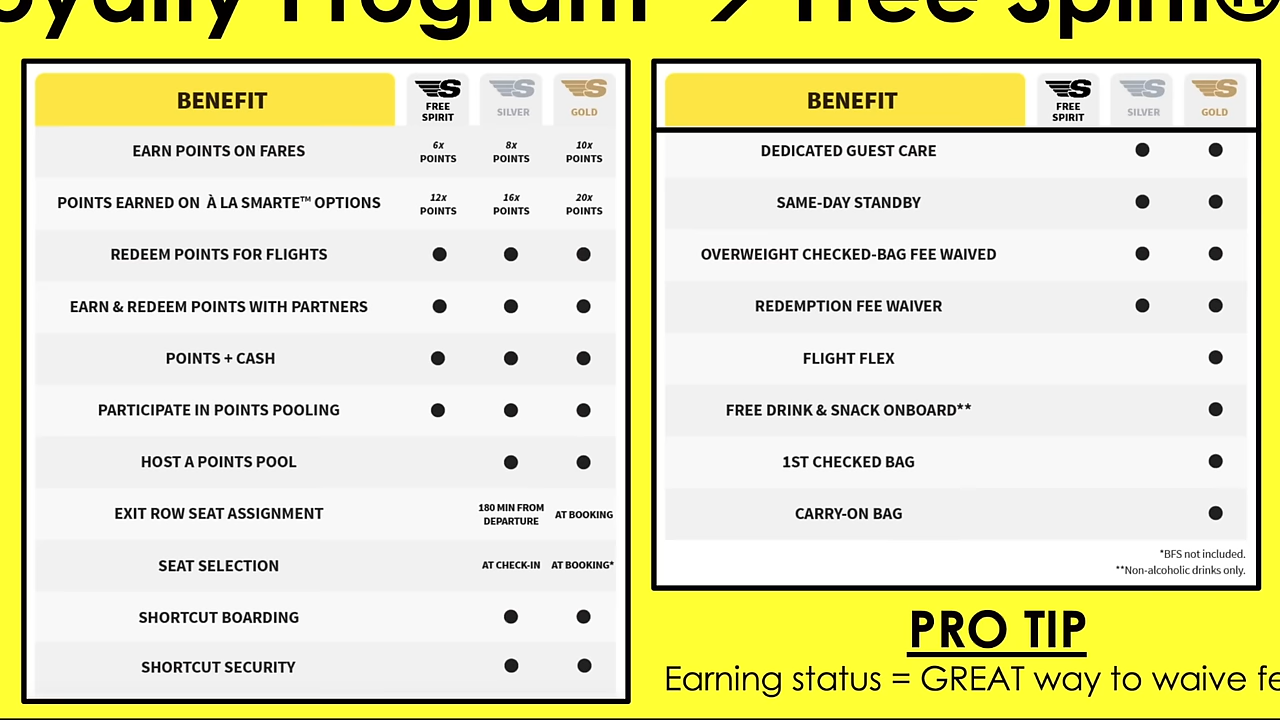 oyalty Program → Free Spirit®
BENEFIT FREE SPIRIT SILVER GOLD
EARN POINTS ON FARES 6x POINTS 8x POINTS 10x POINTS
POINTS EARNED ON À LA SMARTE™ OPTIONS 12x POINTS 16x POINTS 20x POINTS
REDEEM POINTS FOR FLIGHTS ● ● ●
EARN & REDEEM POINTS WITH PARTNERS ● ● ●
POINTS + CASH ● ● ●
PARTICIPATE IN POINTS POOLING ● ● ●
HOST A POINTS POOL ● ●
EXIT ROW SEAT ASSIGNMENT 180 MIN FROM DEPARTURE AT BOOKING
SEAT SELECTION AT CHECK-IN AT BOOKING*
SHORTCUT BOARDING ● ●
SHORTCUT SECURITY ● ●
BENEFIT FREE SPIRIT SILVER GOLD
DEDICATED GUEST CARE ● ●
SAME-DAY STANDBY ● ●
OVERWEIGHT CHECKED-BAG FEE WAIVED ● ●
REDEMPTION FEE WAIVER ● ●
FLIGHT FLEX ●
FREE DRINK & SNACK ONBOARD** ●
1ST CHECKED BAG ●
CARRY-ON BAG ●
*BFS not included.
**Non-alcoholic drinks only.
PRO TIP
Earning status = GREAT way to waive fe